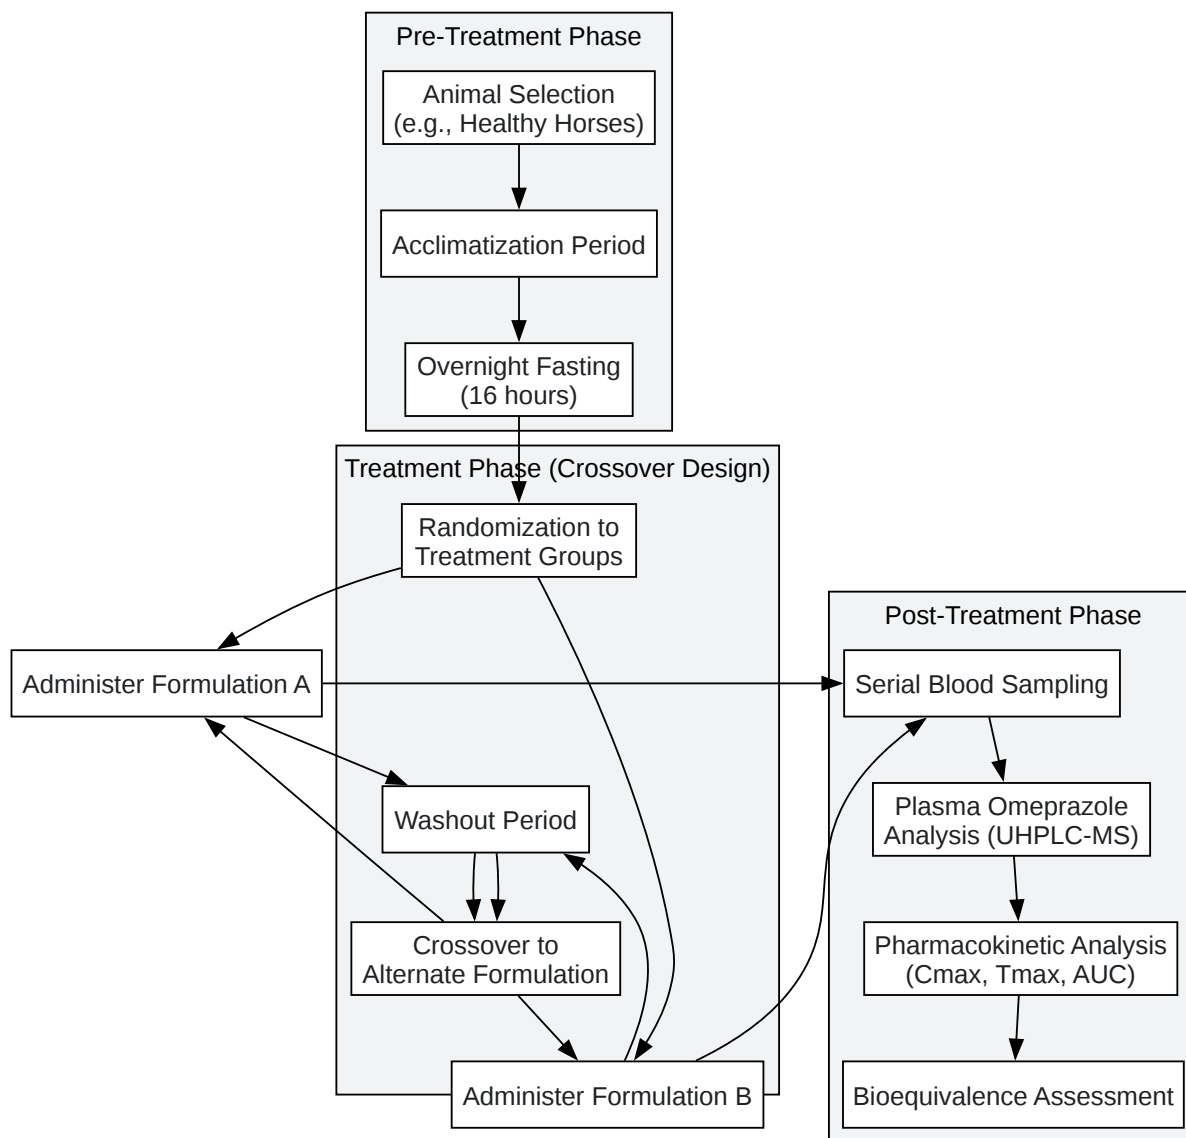 Pre-Treatment Phase
Animal Selection
(e.g., Healthy Horses)
Acclimatization Period
Overnight Fasting
(16 hours)
Treatment Phase (Crossover Design)
Randomization to
Treatment Groups
Administer Formulation A
Washout Period
Crossover to
Alternate Formulation
Administer Formulation B
Post-Treatment Phase
Serial Blood Sampling
Plasma Omeprazole
Analysis (UHPLC-MS)
Pharmacokinetic Analysis
(Cmax, Tmax, AUC)
Bioequivalence Assessment